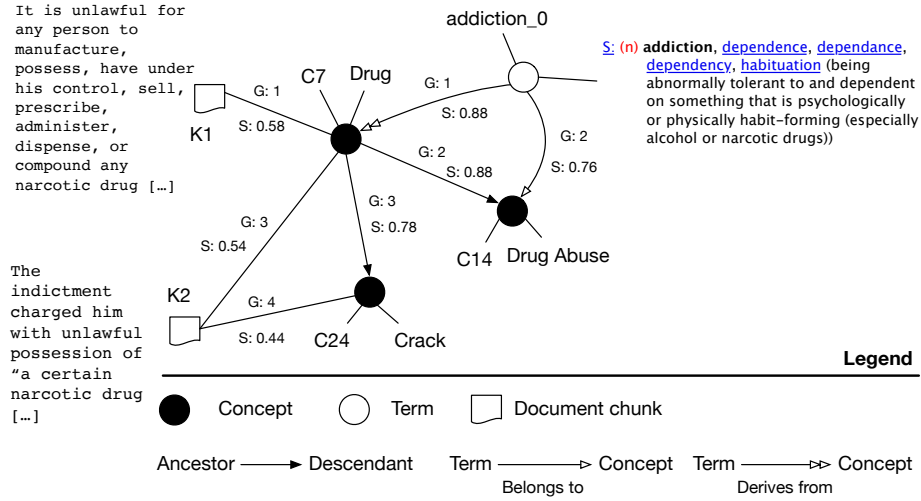 It is unlawful for
any person to
manufacture,
possess, have under
his control, sell,
prescribe,
administer,
dispense, or
compound any
narcotic drug […]
K1
C7
Drug
G: 1
S: 0.58
addiction_0
G: 1
S: 0.88
S: (n) addiction, dependence, dependance,
dependency, habituation (being
abnormally tolerant to and dependent
on something that is psychologically
or physically habit-forming (especially
alcohol or narcotic drugs))
G: 2
S: 0.88
G: 2
S: 0.76
G: 3
S: 0.78
G: 3
S: 0.54
C14
Drug Abuse
The
indictment
charged him
with unlawful
possession of
“a certain
narcotic drug
[…]
K2
G: 4
S: 0.44
C24
Crack
Legend
Concept
Term
Document chunk
Ancestor
Descendant
Term
Concept
Belongs to
Term
Concept
Derives from